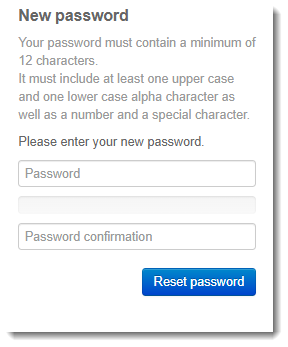 New password
Your password must contain a minimum of
12 characters.
It must include at least one upper case
and one lower case alpha character as
well as a number and a special character.
Please enter your new password.
Password
Password confirmation
Reset password